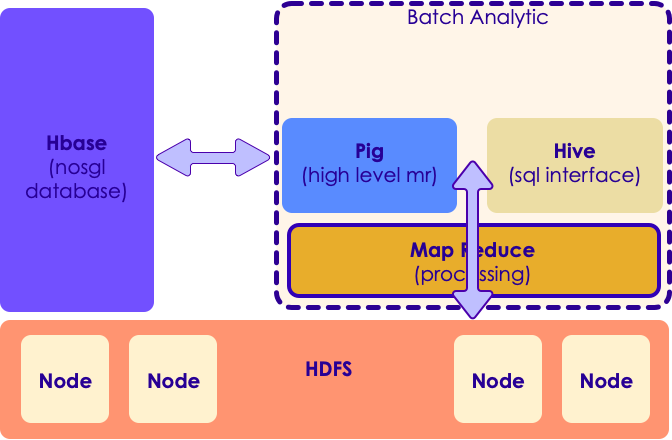 Batch Analytic
Hbase
(nosgl
database)
Pig
(high level mr)
Hive
(sql interface)
Map Reduce
(processing)
HDFS
Node
Node
Node
Node